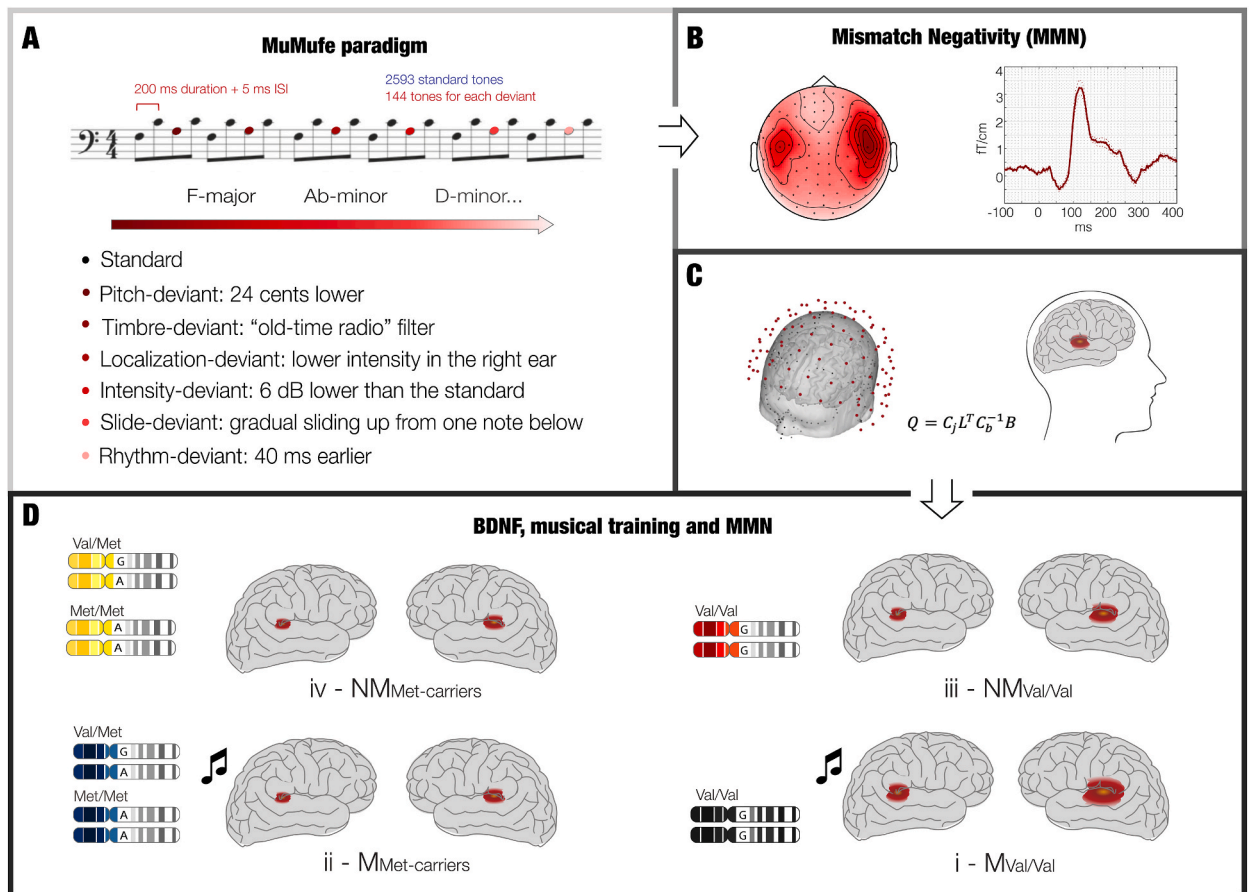 A
MuMufe paradigm
200 ms duration + 5 ms ISI
2593 standard tones
144 tones for each deviant
4
4
F-major
Ab-minor
D-minor...
Standard
Pitch-deviant: 24 cents lower
Timbre-deviant: “old-time radio” filter
Localization-deviant: lower intensity in the right ear
Intensity-deviant: 6 dB lower than the standard
Slide-deviant: gradual sliding up from one note below
Rhythm-deviant: 40 ms earlier
B
Mismatch Negativity (MMN)
4
3
2
1
0
fT/cm
-100 0 100 200 300 400
ms
C
Q = CⱼLᵀC_b⁻¹B
D
BDNF, musical training and MMN
Val/Met
G
A
Met/Met
A
A
iv - NMMet-carriers
Val/Val
G
G
iii - NMVal/Val
Val/Met
G
A
Met/Met
A
A
ii - MMet-carriers
Val/Val
G
G
i - MVal/Val